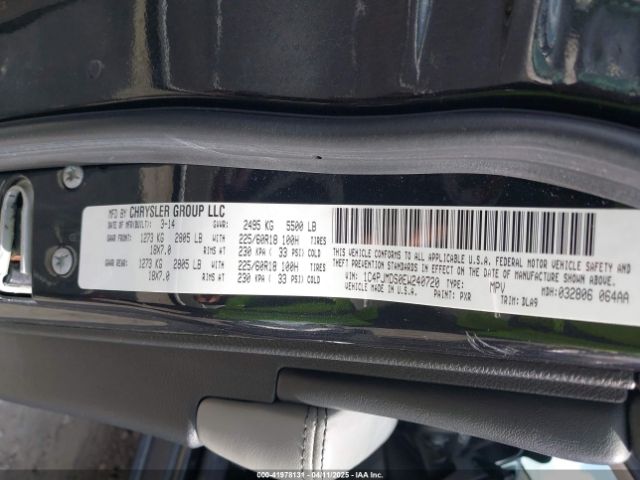 MFD BY CHRYSLER GROUP LLC
DATE OF MFR(BUILT): 3-14 GVWR: 2495 KG 5500 LB
GAWR FRONT: 1273 KG 2805 LB WITH 225/60R18 100H TIRES
18X7.0 RIMS AT 230 KPA ( 33 PSI) COLD
GAWR REAR: 1273 KG 2805 LB WITH 225/60R18 100H TIRES
18X7.0 RIMS AT 230 KPA ( 33 PSI) COLD
THIS VEHICLE CONFORMS TO ALL APPLICABLE U.S.A. FEDERAL MOTOR VEHICLE SAFETY AND
THEFT PREVENTION STANDARDS IN EFFECT ON THE DATE OF MANUFACTURE SHOWN ABOVE.
VIN: TYPE: MPV MDH: 032806 064AA
VEHICLE MADE IN U.S.A. PAINT: PXR TRIM: DLA9
000-41978131 - 04/11/2025 - IAAI.COM